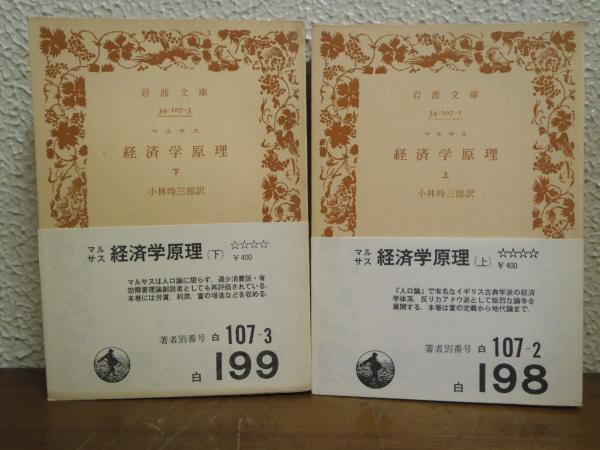 岩波文庫
34-107-3
マルサス
経済学原理
下
小林時三郎訳
マルサス 経済学原理(下) ☆☆☆☆
¥400
マルサスは人口論に限らず，過少消費説・有
効需要理論創設者としても再評価されている．
本巻には労賃，利潤，富の増進などを収める．
著者別番号 白 107-3
白 199
岩波文庫
34-107-2
マルサス
経済学原理
上
小林時三郎訳
マルサス 経済学原理(上) ☆☆☆☆
¥400
『人口論』で有名なイギリス古典学派の経済
学体系．反リカアドウ派として熾烈な論争を
展開する．本巻は富の定義から地代論まで．
著者別番号 白 107-2
白 198